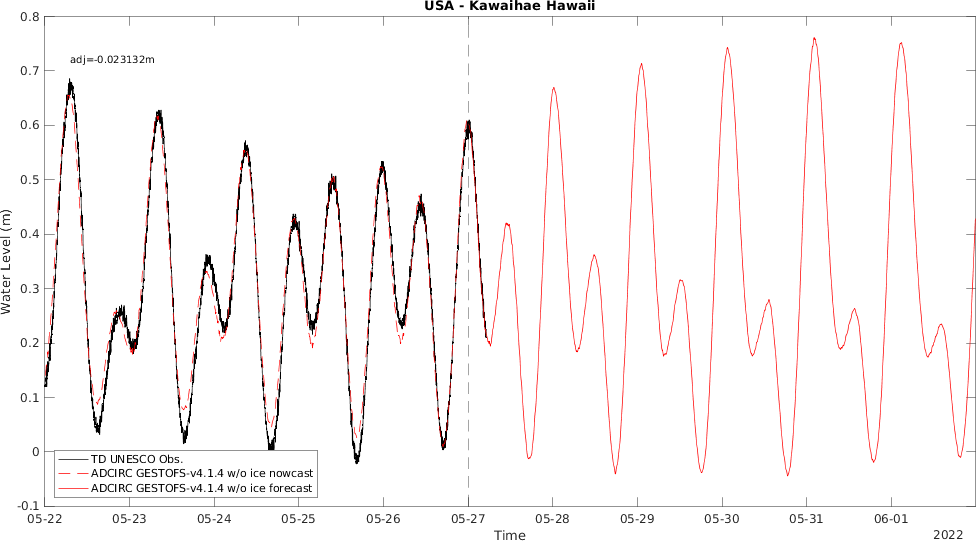 USA - Kawaihae Hawaii
0.8
adj=-0.023132m
0.7
0.6
0.5
0.4
0.3
0.2
0.1
0
-0.1
Water Level (m)
TD UNESCO Obs.
ADCIRC GESTOFS-v4.1.4 w/o ice nowcast
ADCIRC GESTOFS-v4.1.4 w/o ice forecast
05-22 05-23 05-24 05-25 05-26 05-27 05-28 05-29 05-30 05-31 06-01
Time
2022